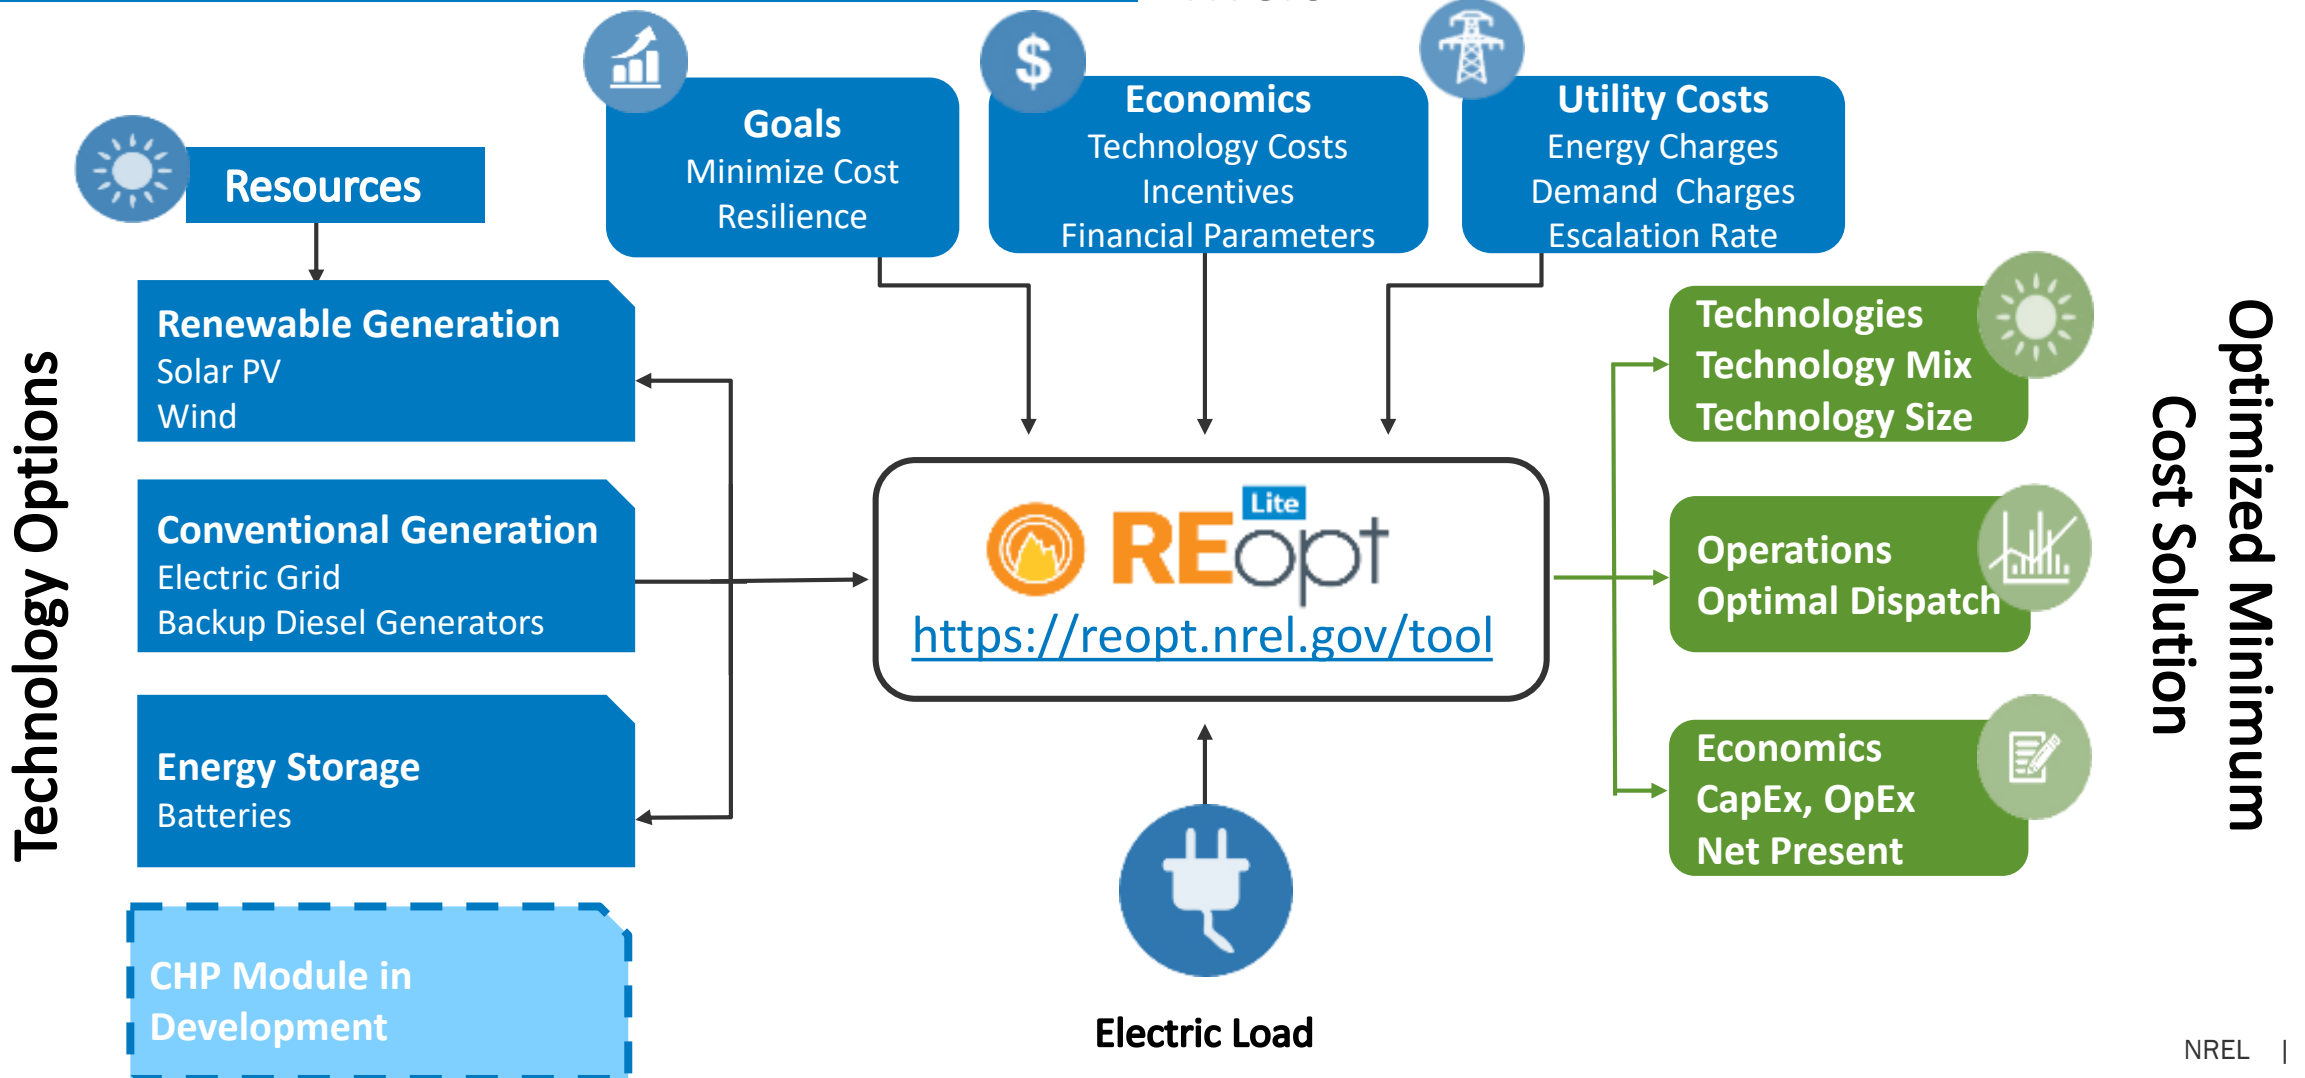 Goals
Minimize Cost
Resilience
$
Economics
Technology Costs
Incentives
Financial Parameters
Utility Costs
Energy Charges
Demand  Charges
Escalation Rate
Resources
Technology Options
Renewable Generation
Solar PV
Wind
Conventional Generation
Electric Grid
Backup Diesel Generators
Energy Storage
Batteries
CHP Module in
Development
REopt Lite
https://reopt.nrel.gov/tool
Electric Load
Technologies
Technology Mix
Technology Size
Operations
Optimal Dispatch
Economics
CapEx, OpEx
Net Present
Optimized Minimum
Cost Solution
NREL |